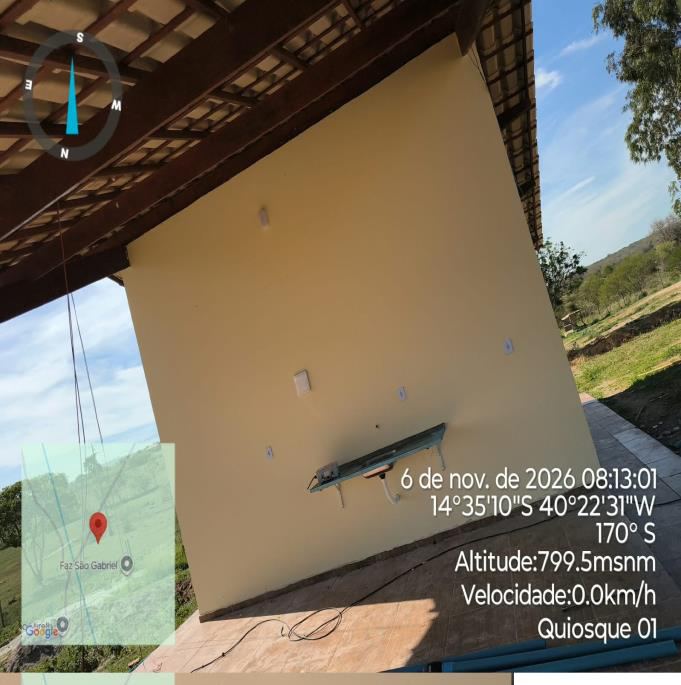 S
E
W
N
6 de nov. de 2026 08:13:01
14°35'10"S 40°22'31"W
170° S
Altitude:799.5msnm
Velocidade:0.0km/h
Quiosque 01
Faz São Gabriel
Google